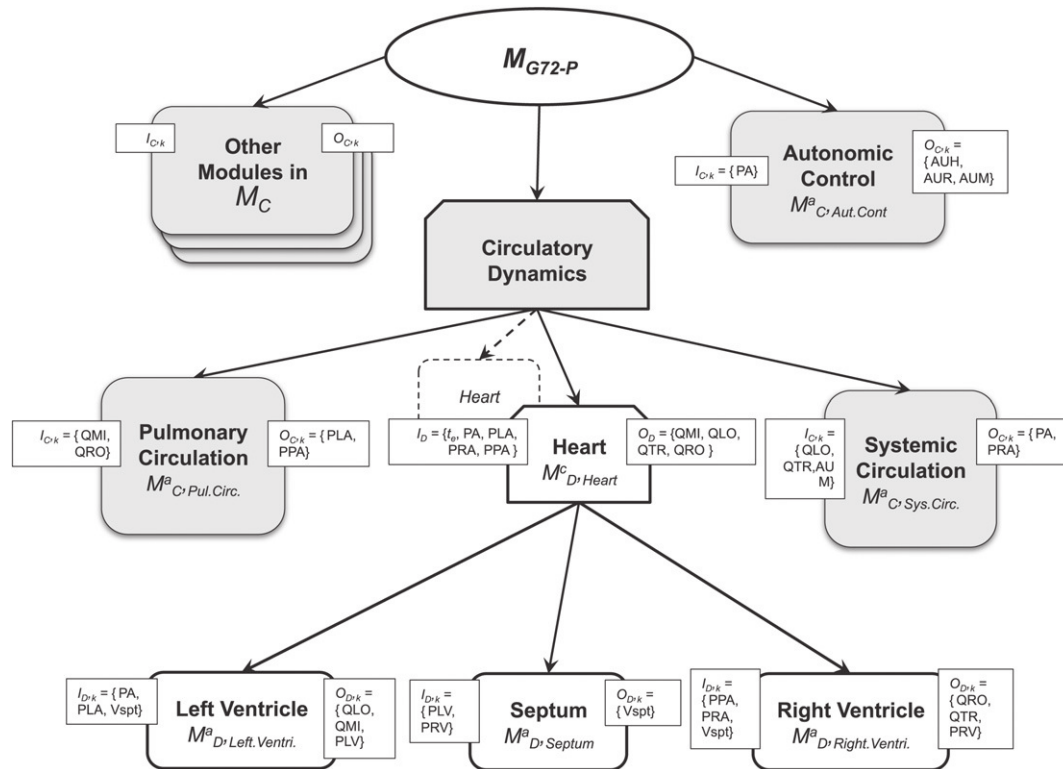 M_G72-P
I_C,k
Other
Modules in
M_C
O_C,k
I_C,k = { PA}
Autonomic
Control
M^a_C, Aut.Cont
O_C,k =
{ AUH,
AUR, AUM}
Circulatory
Dynamics
Heart
I_C,k = { QMI,
QRO}
Pulmonary
Circulation
M^a_C, Pul.Circ.
O_C,k = { PLA,
PPA}
I_D = {t_e, PA, PLA,
PRA, PPA }
Heart
M^c_D, Heart
O_D = {QMI, QLO,
QTR, QRO }
I_C,k =
{ QLO,
QTR,AU
M}
Systemic
Circulation
M^a_C, Sys.Circ.
O_C,k = { PA,
PRA}
I_D,k = { PA,
PLA, Vspt}
Left Ventricle
M^a_D, Left.Ventri.
O_D,k =
{ QLO,
QMI,
PLV}
I_D,k =
{ PLV,
PRV}
Septum
M^a_D, Septum
O_D,k =
{ Vspt}
I_D,k =
{ PPA,
PRA,
Vspt}
Right Ventricle
M^a_D, Right.Ventri.
O_D,k =
{ QRO,
QTR,
PRV}